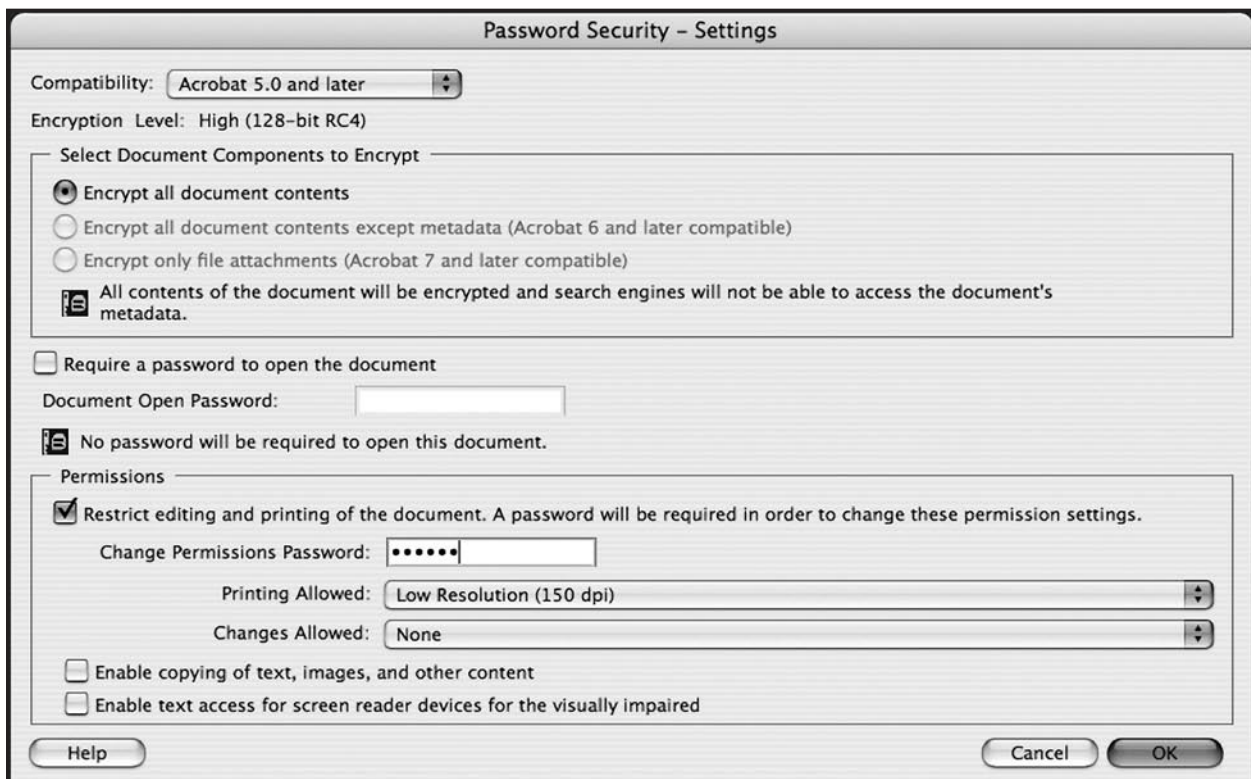 Password Security – Settings
Compatibility: Acrobat 5.0 and later
Encryption Level: High (128-bit RC4)
Select Document Components to Encrypt
Encrypt all document contents
Encrypt all document contents except metadata (Acrobat 6 and later compatible)
Encrypt only file attachments (Acrobat 7 and later compatible)
All contents of the document will be encrypted and search engines will not be able to access the document's
metadata.
Require a password to open the document
Document Open Password:
No password will be required to open this document.
Permissions
Restrict editing and printing of the document. A password will be required in order to change these permission settings.
Change Permissions Password: ••••••
Printing Allowed: Low Resolution (150 dpi)
Changes Allowed: None
Enable copying of text, images, and other content
Enable text access for screen reader devices for the visually impaired
Help Cancel OK